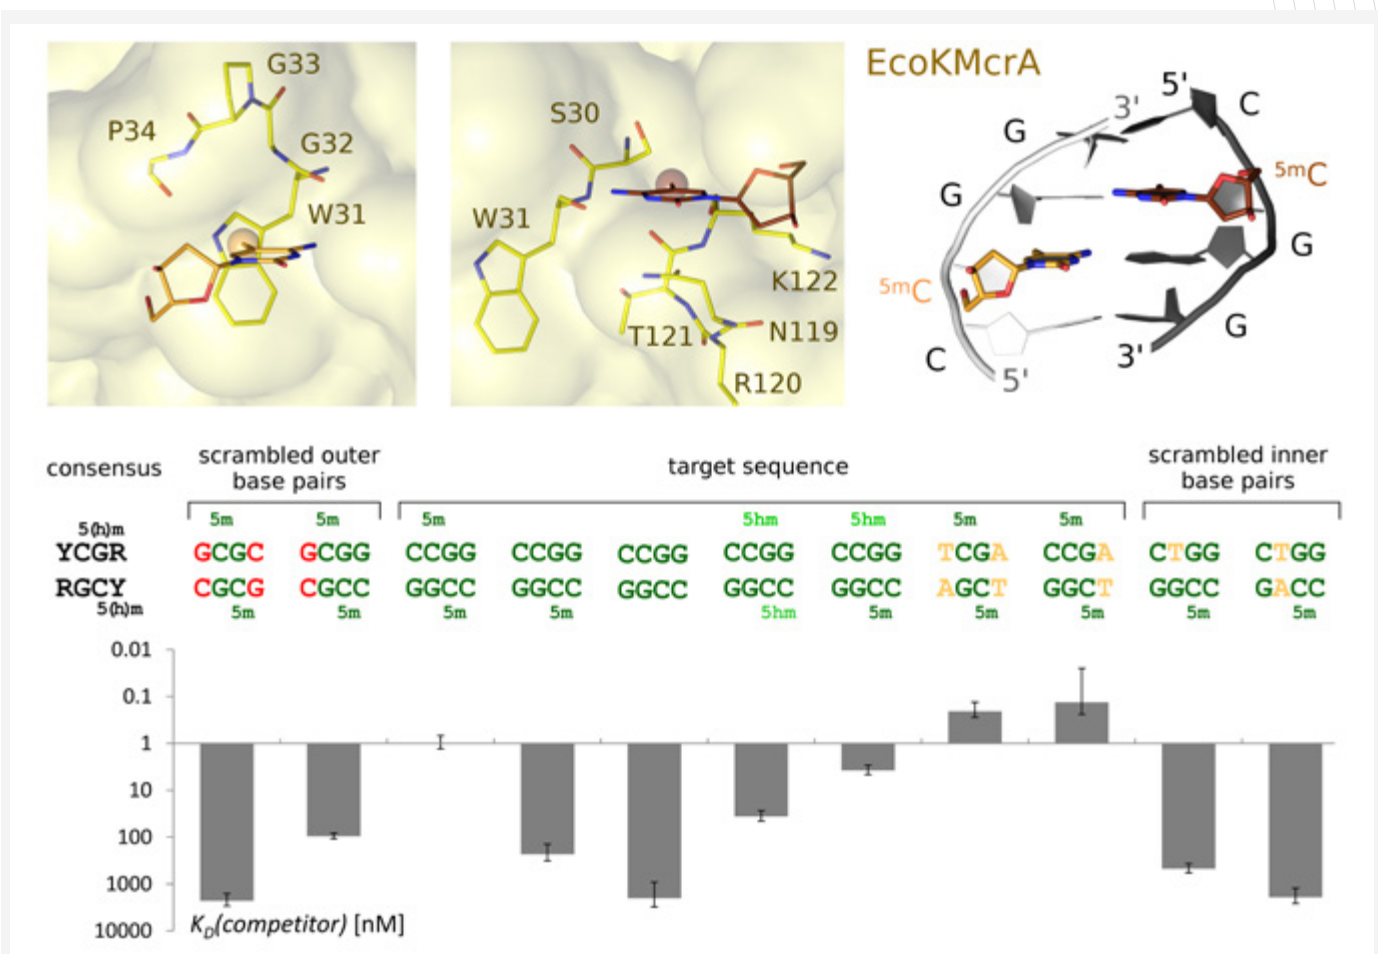 G33
P34
G32
W31
S30
W31
K122
T121
N119
R120
EcoKMcrA
5'
3'
C
G
5mC
G
G
5mC
G
3'
C
5'
consensus
scrambled outer
base pairs
target sequence
scrambled inner
base pairs
5(h)m 5m 5m 5m 5hm 5hm 5m 5m
YCGR GCGC GCGG CCGG CCGG CCGG CCGG CCGG TCGA CCGA CTGG CTGG
RGCY CGCG CGCC GGCC GGCC GGCC GGCC GGCC AGCT GGCT GGCC GACC
5(h)m 5m 5m 5m 5m 5hm 5m 5m 5m 5m 5m
0.01
0.1
1
10
100
1000
10000
KD(competitor) [nM]